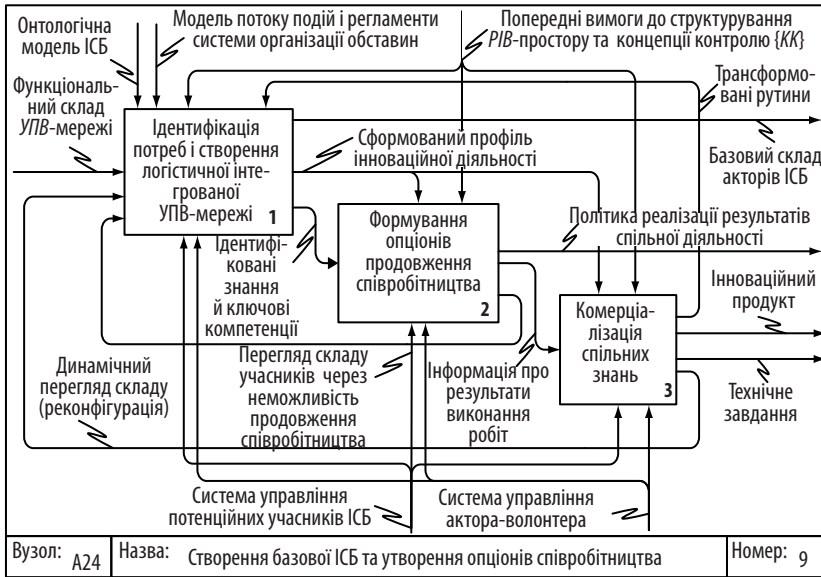 Онтологічна
модель ІСБ
Модель потоку подій і регламенти
системи організації обставин
Попередні вимоги до структурування
РІВ-простору та концепції контролю {КК}
Функціональ-
ний склад
УПВ-мережі
Трансформо-
вані рутини
Ідентифікація
потреб і створення
логістичної інте-
грованої
УПВ-мережі
1
Сформований профіль
інноваційної діяльності
Базовий склад
акторів ІСБ
Формування
опціонів
продовження
співробітництва
2
Політика реалізації результатів
спільної діяльності
Ідентифі-
ковані
знання
й ключові
компетенції
Інноваційний
продукт
Комерціа-
лізація
спільних
знань
3
Динамічний
перегляд складу
(реконфігурація)
Перегляд складу
учасників через
неможливість
продовження
співробітництва
Інформація про
результати
виконання
робіт
Технічне
завдання
Система управління
потенційних учасників ІСБ
Система управління
актора-волонтера
Вузол: А24
Назва: Створення базової ІСБ та утворення опціонів співробітництва
Номер: 9